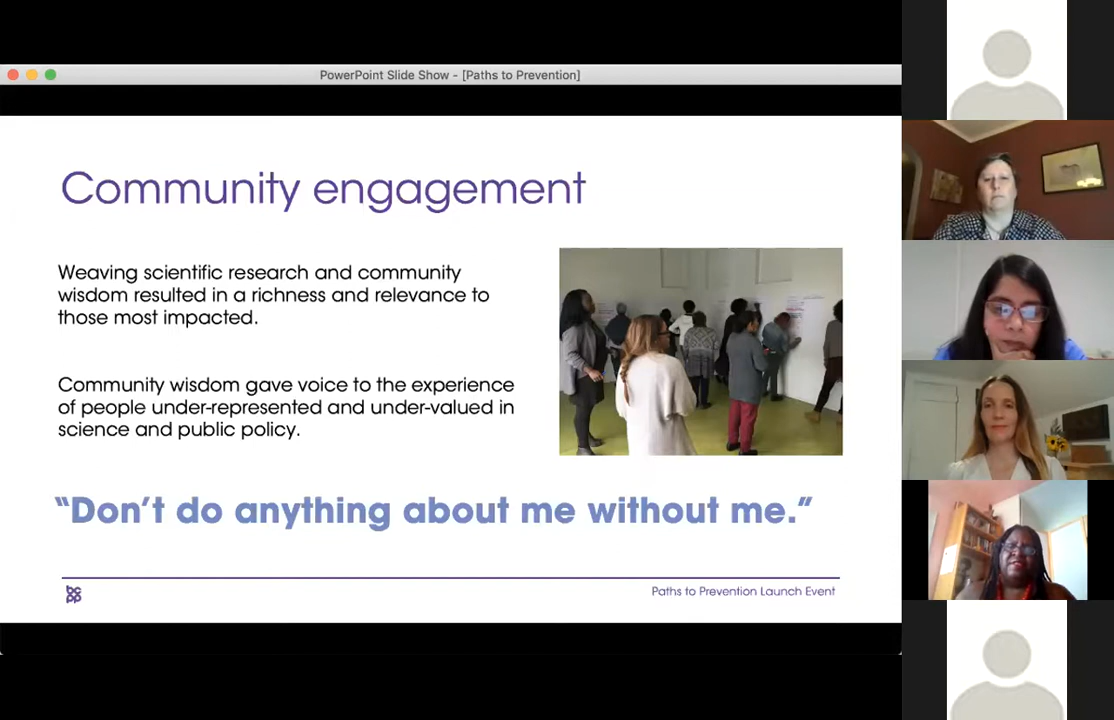 PowerPoint Slide Show - [Paths to Prevention]
Community engagement
Weaving scientific research and community
wisdom resulted in a richness and relevance to
those most impacted.
Community wisdom gave voice to the experience
of people under-represented and under-valued in
science and public policy.
“Don’t do anything about me without me.”
bcpp
Paths to Prevention Launch Event